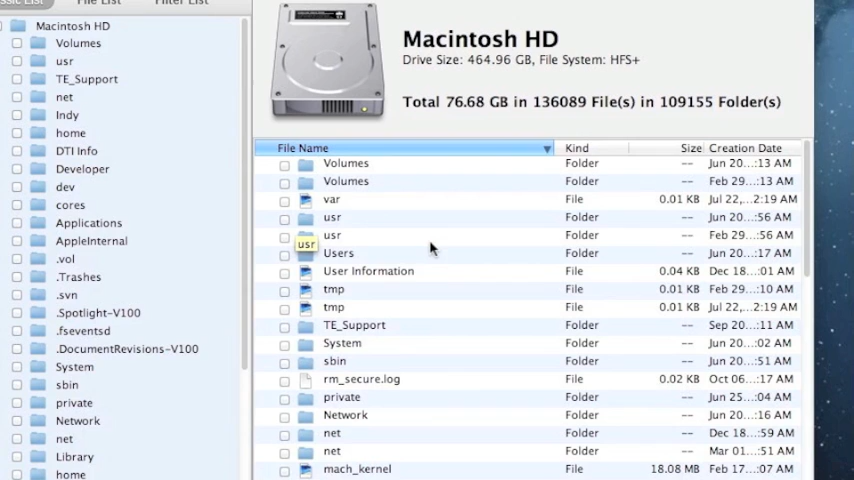 File List
Filter List
Macintosh HD
Volumes
usr
TE_Support
net
Indy
home
DTI Info
Developer
dev
cores
Applications
AppleInternal
.vol
.Trashes
.svn
.Spotlight-V100
.fseventsd
.DocumentRevisions-V100
System
sbin
private
Network
net
Library
home
Macintosh HD
Drive Size: 464.96 GB, File System: HFS+
Total 76.68 GB in 136089 File(s) in 109155 Folder(s)
File Name Kind Size Creation Date
Volumes Folder -- Jun 20...:13 AM
Volumes Folder -- Feb 29...:13 AM
var File 0.01 KB Jul 22,...2:19 AM
usr Folder -- Jun 20...:56 AM
usr Folder -- Feb 29...:56 AM
usr
Users Folder -- Jun 20...:17 AM
User Information File 0.04 KB Dec 18...:01 AM
tmp File 0.01 KB Feb 29...:10 AM
tmp File 0.01 KB Jul 22,...2:19 AM
TE_Support Folder -- Sep 20...:11 AM
System Folder -- Jun 20...:02 AM
sbin Folder -- Jun 20...:51 AM
rm_secure.log File 0.02 KB Oct 06...:17 AM
private Folder -- Jun 25...:04 AM
Network Folder -- Jun 20...:16 AM
net Folder -- Dec 18...:59 AM
net Folder -- Mar 01...:51 AM
mach_kernel File 18.08 MB Feb 17...:07 AM